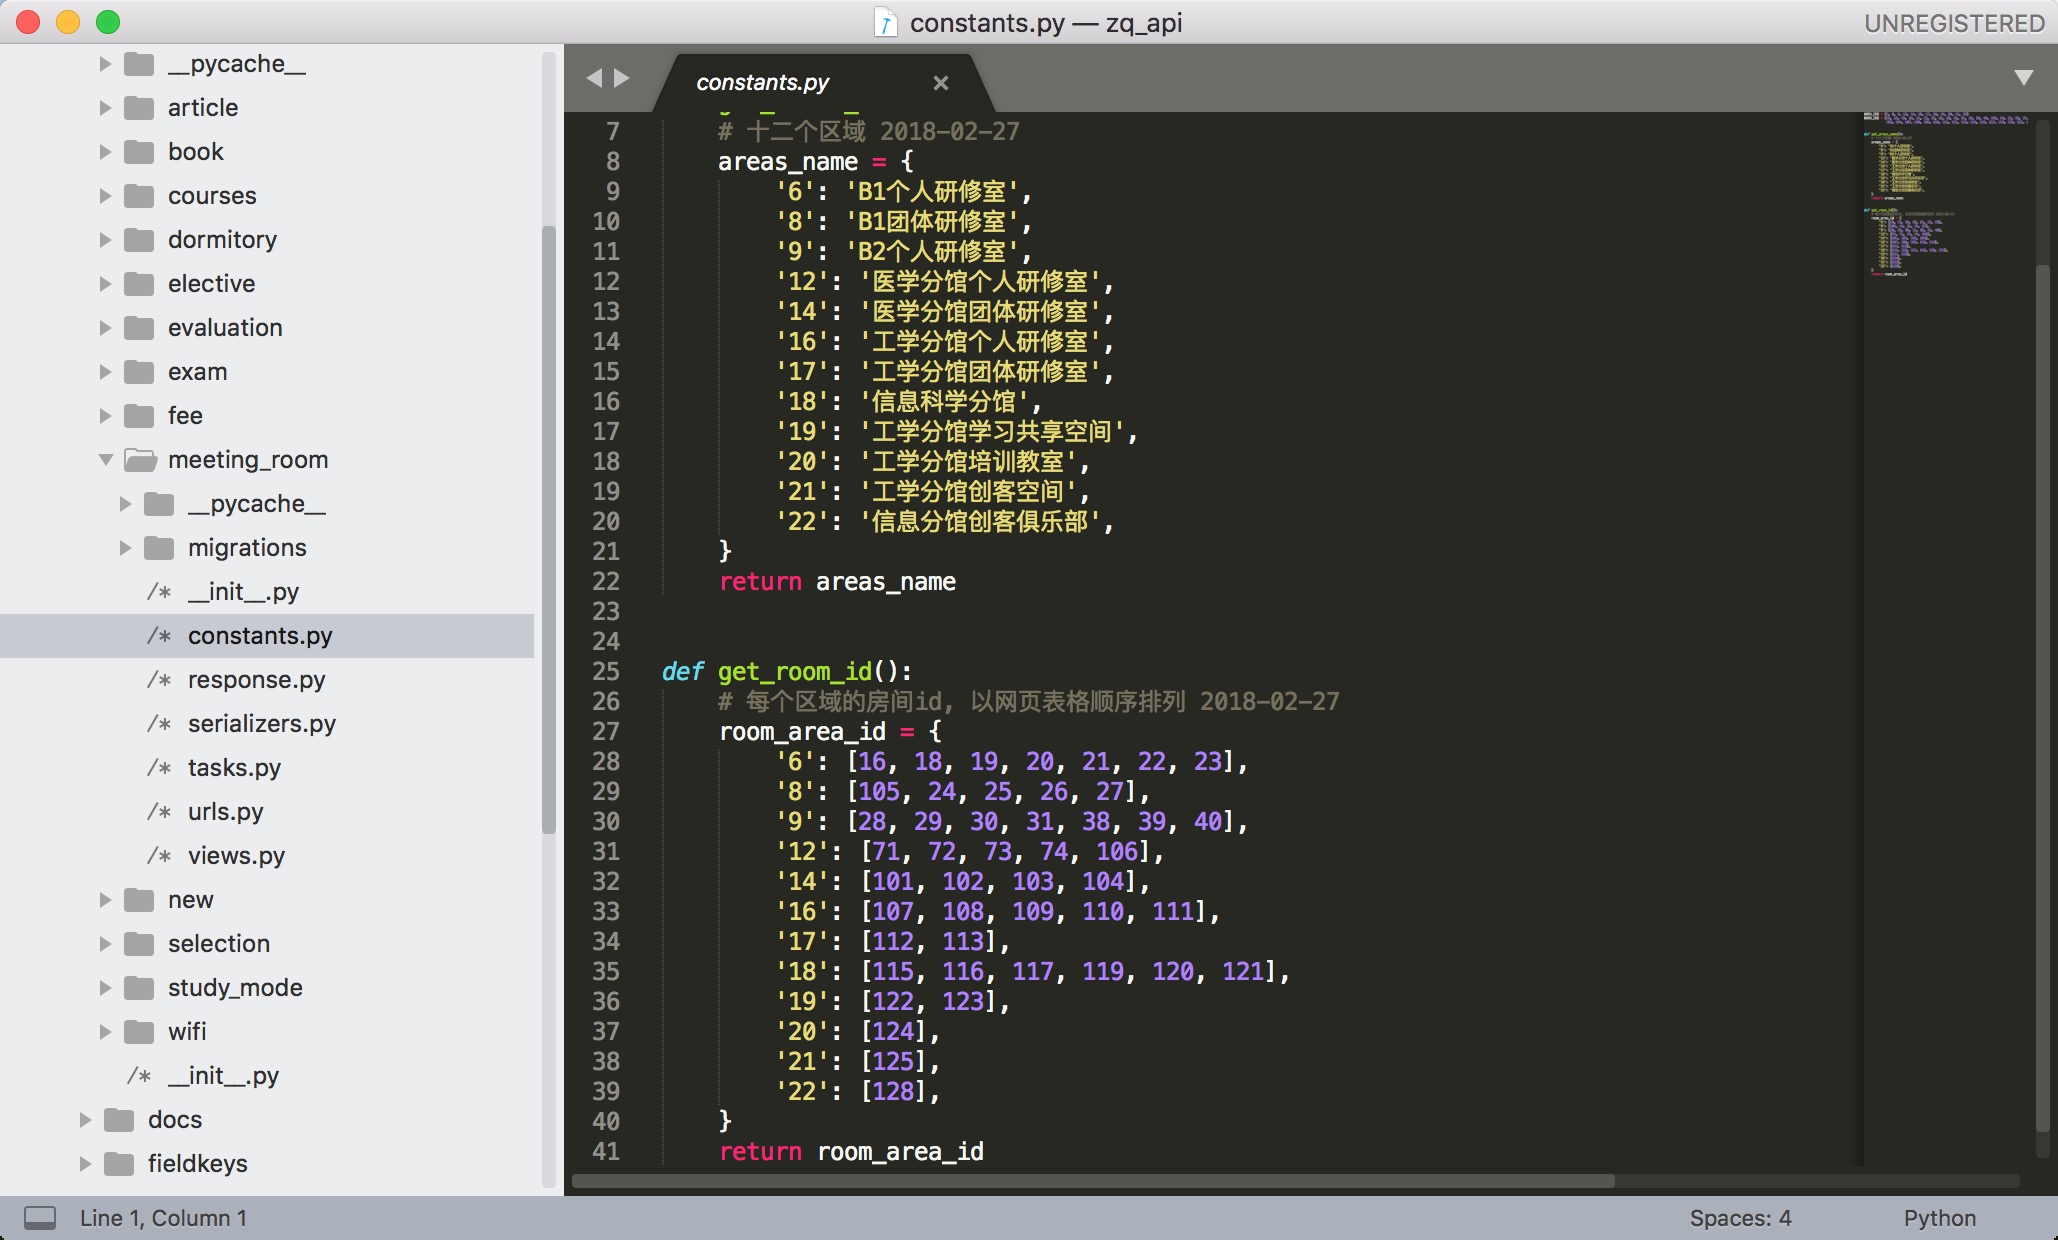 constants.py — zq_api
UNREGISTERED
__pycache__
article
book
courses
dormitory
elective
evaluation
exam
fee
meeting_room
__pycache__
migrations
/* __init__.py
/* constants.py
/* response.py
/* serializers.py
/* tasks.py
/* urls.py
/* views.py
new
selection
study_mode
wifi
/* __init__.py
docs
fieldkeys
constants.py ×
7 # 十二个区域 2018-02-27
8 areas_name = {
9 '6': 'B1个人研修室',
10 '8': 'B1团体研修室',
11 '9': 'B2个人研修室',
12 '12': '医学分馆个人研修室',
13 '14': '医学分馆团体研修室',
14 '16': '工学分馆个人研修室',
15 '17': '工学分馆团体研修室',
16 '18': '信息科学分馆',
17 '19': '工学分馆学习共享空间',
18 '20': '工学分馆培训教室',
19 '21': '工学分馆创客空间',
20 '22': '信息分馆创客俱乐部',
21 }
22 return areas_name
23
24
25 def get_room_id():
26 # 每个区域的房间id, 以网页表格顺序排列 2018-02-27
27 room_area_id = {
28 '6': [16, 18, 19, 20, 21, 22, 23],
29 '8': [105, 24, 25, 26, 27],
30 '9': [28, 29, 30, 31, 38, 39, 40],
31 '12': [71, 72, 73, 74, 106],
32 '14': [101, 102, 103, 104],
33 '16': [107, 108, 109, 110, 111],
34 '17': [112, 113],
35 '18': [115, 116, 117, 119, 120, 121],
36 '19': [122, 123],
37 '20': [124],
38 '21': [125],
39 '22': [128],
40 }
41 return room_area_id
Line 1, Column 1
Spaces: 4
Python